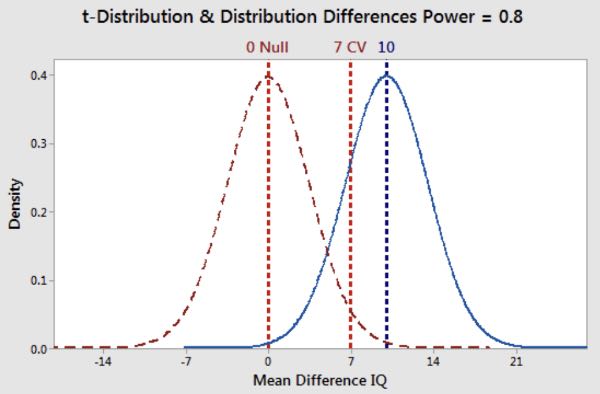 t-Distribution & Distribution Differences Power = 0.8
0 Null 7 CV 10
0.4
0.3
0.2
0.1
0.0
Density
-14 -7 0 7 14 21
Mean Difference IQ